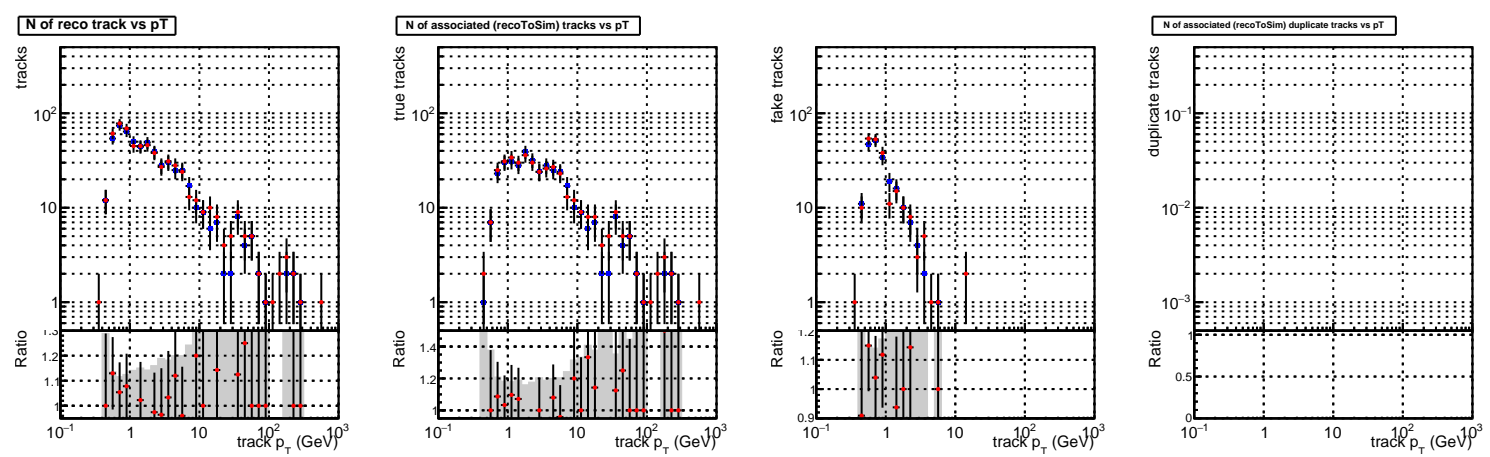 N of reco track vs pT
tracks
10²
10
1
Ratio
1.3
1.2
1.1
1
10⁻¹ 1 10 10² 10³
track p_T (GeV)
N of associated (recoToSim) tracks vs pT
true tracks
10²
10
1
Ratio
1.4
1.2
1
10⁻¹ 1 10 10² 10³
track p_T (GeV)
fake tracks
10²
10
1
Ratio
1.2
1.1
1
0.9
10⁻¹ 1 10 10² 10³
track p_T (GeV)
N of associated (recoToSim) duplicate tracks vs pT
duplicate tracks
10⁻¹
10⁻²
10⁻³
Ratio
1
0.5
0
10⁻¹ 1 10 10² 10³
track p_T (GeV)